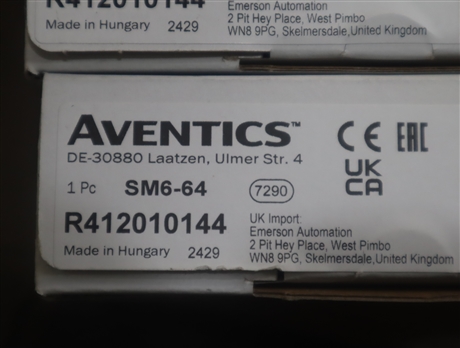 R412010144
Made in Hungary 2429
Emerson Automation
2 Pit Hey Place, West Pimbo
WN8 9PG, Skelmersdale,United Kingdom
AVENTICS™
DE-30880 Laatzen, Ulmer Str. 4
1 Pc SM6-64 7290
R412010144
Made in Hungary 2429
CE EAC
UK
CA
UK Import:
Emerson Automation
2 Pit Hey Place, West Pimbo
WN8 9PG, Skelmersdale,United Kingdom